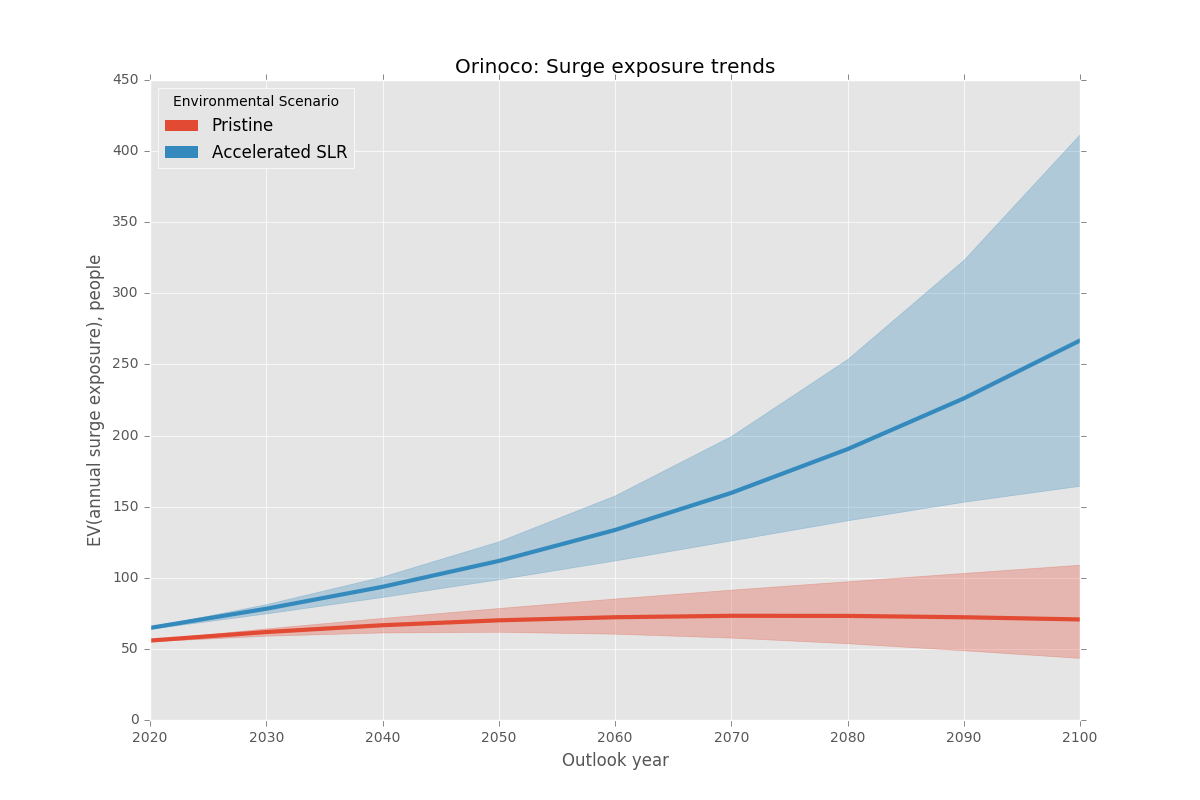 Orinoco: Surge exposure trends
Environmental Scenario
Pristine
Accelerated SLR
EV(annual surge exposure), people
450
400
350
300
250
200
150
100
50
0
2020 2030 2040 2050 2060 2070 2080 2090 2100
Outlook year